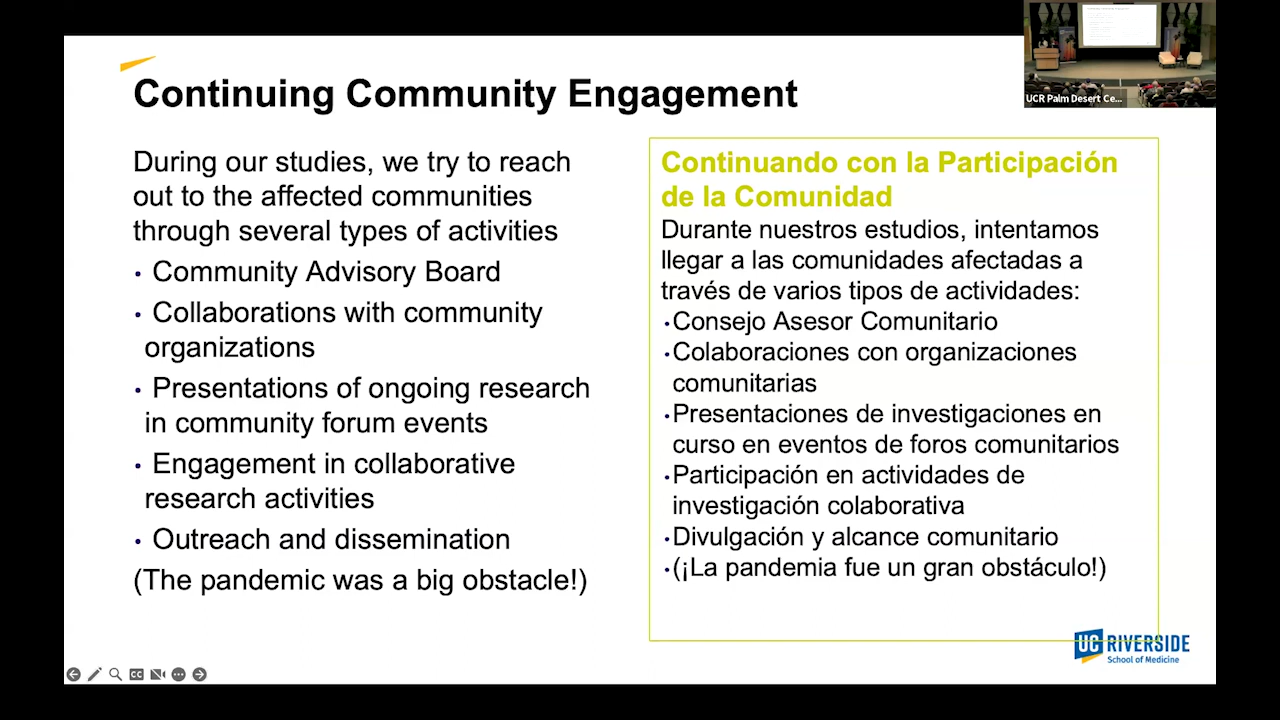 Continuing Community Engagement
During our studies, we try to reach
out to the affected communities
through several types of activities
• Community Advisory Board
• Collaborations with community
organizations
• Presentations of ongoing research
in community forum events
• Engagement in collaborative
research activities
• Outreach and dissemination
(The pandemic was a big obstacle!)
Continuando con la Participación
de la Comunidad
Durante nuestros estudios, intentamos
llegar a las comunidades afectadas a
través de varios tipos de actividades:
•Consejo Asesor Comunitario
•Colaboraciones con organizaciones
comunitarias
•Presentaciones de investigaciones en
curso en eventos de foros comunitarios
•Participación en actividades de
investigación colaborativa
•Divulgación y alcance comunitario
•(¡La pandemia fue un gran obstáculo!)
UCR Palm Desert Ce...
UC RIVERSIDE
School of Medicine
CC